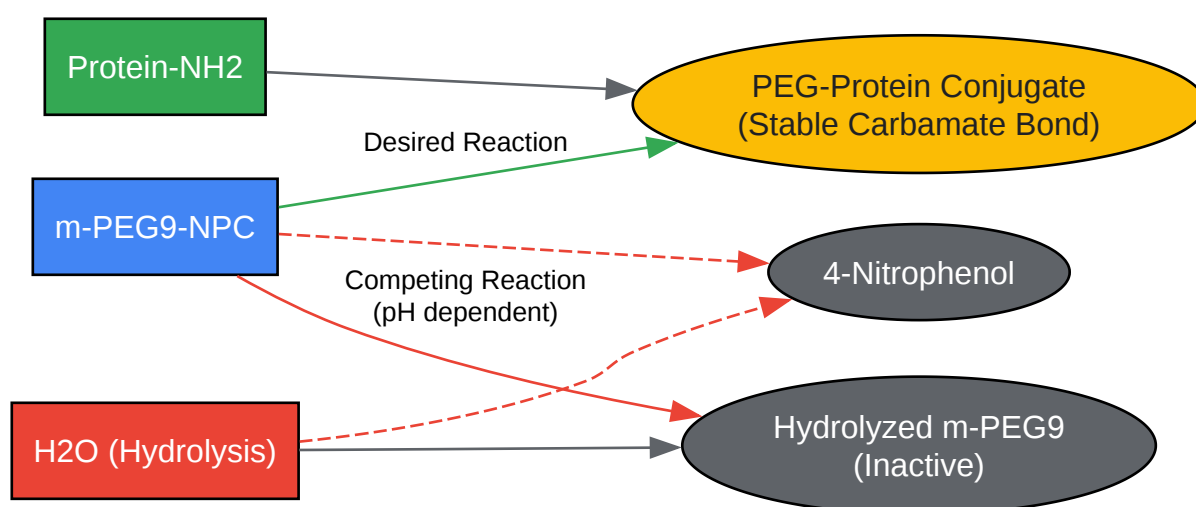 Protein-NH2
PEG-Protein Conjugate
(Stable Carbamate Bond)
Desired Reaction
m-PEG9-NPC
4-Nitrophenol
Competing Reaction
(pH dependent)
H2O (Hydrolysis)
Hydrolyzed m-PEG9
(Inactive)